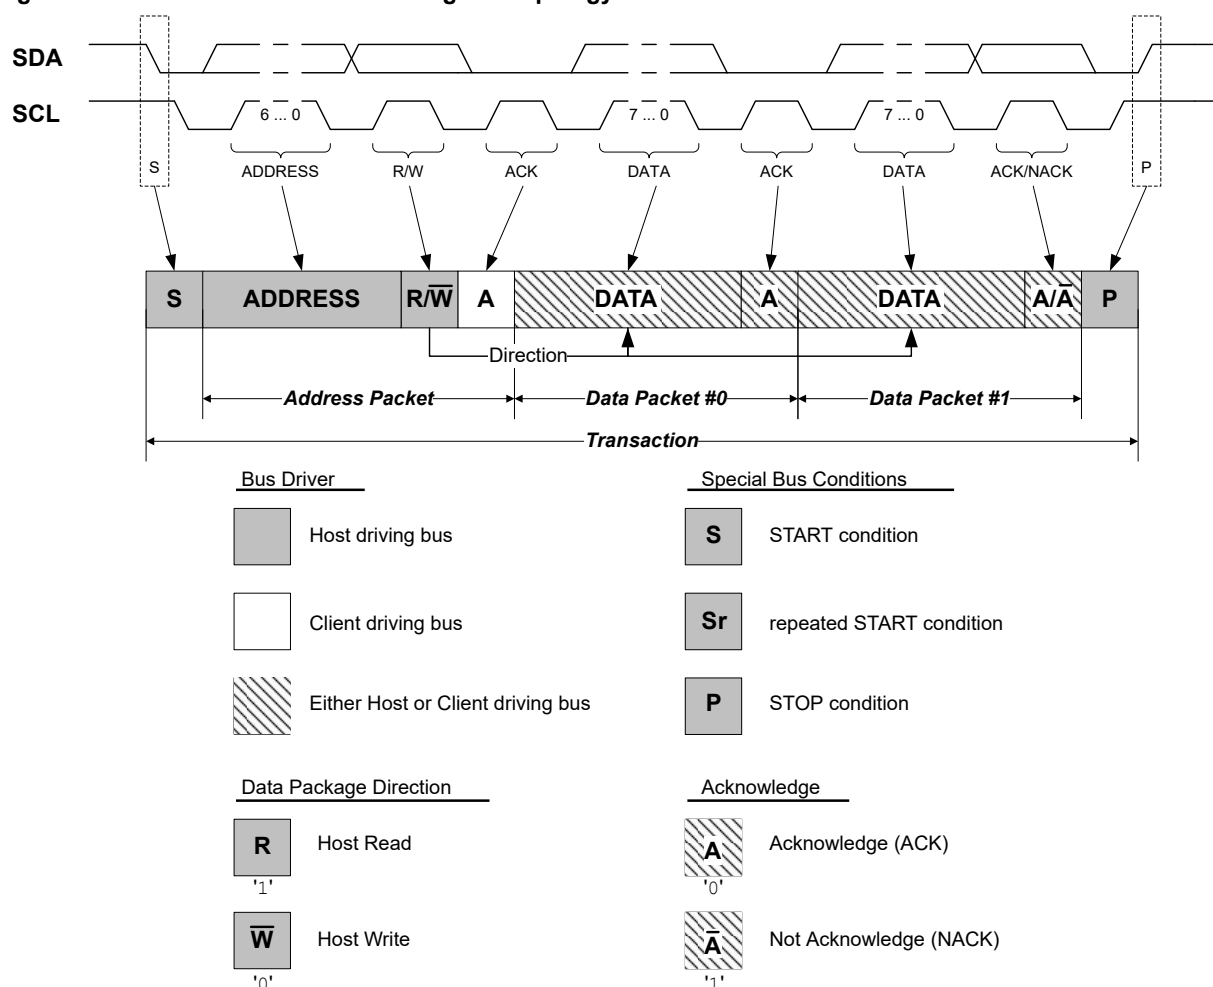 SDA
SCL
6 ... 0
7 ... 0
7 ... 0
S
ADDRESS
R/W
ACK
DATA
ACK
DATA
ACK/NACK
P
S
ADDRESS
R/W̅
A
DATA
A
DATA
A/A̅
P
Direction
Address Packet
Data Packet #0
Data Packet #1
Transaction
Bus Driver
Special Bus Conditions
Host driving bus
S
START condition
Client driving bus
Sr
repeated START condition
Either Host or Client driving bus
P
STOP condition
Data Package Direction
Acknowledge
R
Host Read
A
Acknowledge (ACK)
'1'
'0'
W̅
Host Write
A̅
Not Acknowledge (NACK)
'0'
'1'